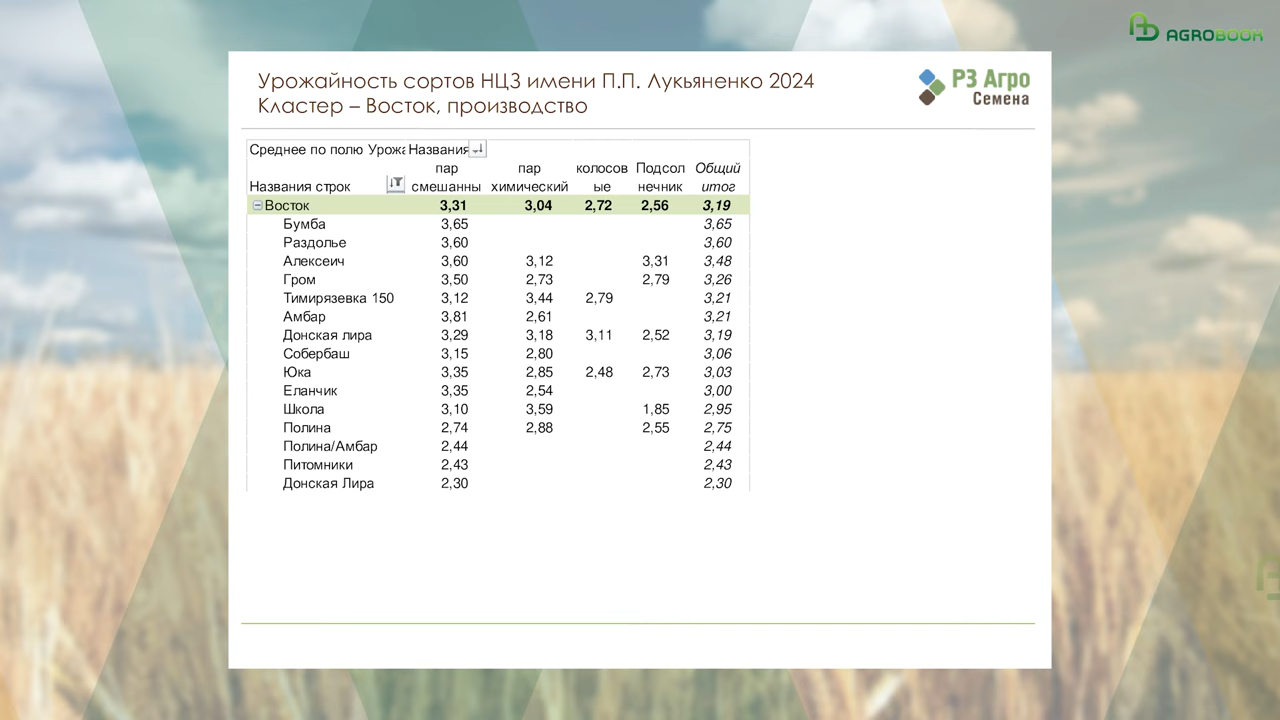 AGROBOOK
Урожайность сортов НЦЗ имени П.П. Лукьяненко 2024
Кластер – Восток, производство
РЗ Агро
Семена
Среднее по полю Урожа Названия
пар пар колосов Подсол Общий
Названия строк смешанны химический ые нечник итог
Восток 3,31 3,04 2,72 2,56 3,19
Бумба 3,65 3,65
Раздолье 3,60 3,60
Алексеич 3,60 3,12 3,31 3,48
Гром 3,50 2,73 2,79 3,26
Тимирязевка 150 3,12 3,44 2,79 3,21
Амбар 3,81 2,61 3,21
Донская лира 3,29 3,18 3,11 2,52 3,19
Собербаш 3,15 2,80 3,06
Юка 3,35 2,85 2,48 2,73 3,03
Еланчик 3,35 2,54 3,00
Школа 3,10 3,59 1,85 2,95
Полина 2,74 2,88 2,55 2,75
Полина/Амбар 2,44 2,44
Питомники 2,43 2,43
Донская Лира 2,30 2,30